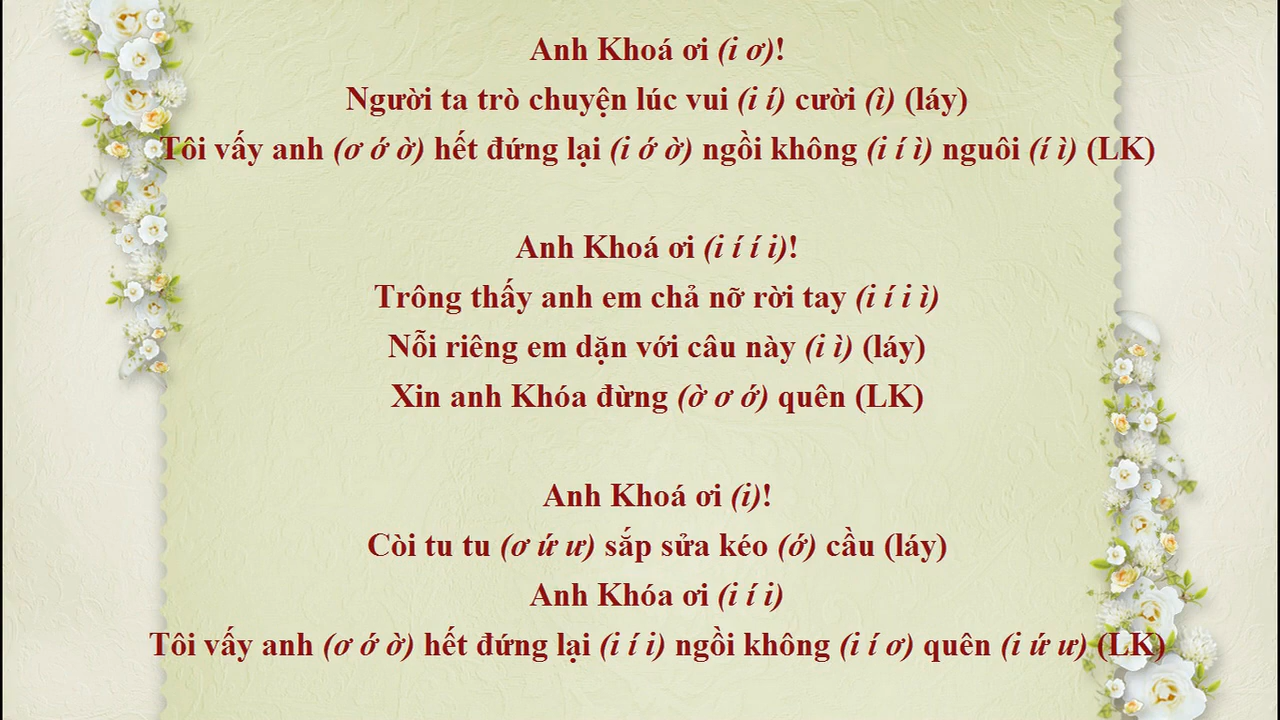 Anh Khoá ơi (i ơ)!
Người ta trò chuyện lúc vui (i í) cười (ì) (láy)
Tôi vấy anh (ơ ớ ờ) hết đứng lại (i ớ ờ) ngồi không (i í ì) nguôi (í ì) (LK)
Anh Khoá ơi (i í í i)!
Trông thấy anh em chả nỡ rời tay (i í i ì)
Nỗi riêng em dặn với câu này (i ì) (láy)
Xin anh Khóa đừng (ờ ơ ớ) quên (LK)
Anh Khoá ơi (i)!
Còi tu tu (ơ ứ ư) sắp sửa kéo (ớ) cầu (láy)
Anh Khóa ơi (i í i)
Tôi vấy anh (ơ ớ ờ) hết đứng lại (i í i) ngồi không (i í ơ) quên (i ứ ư) (LK)